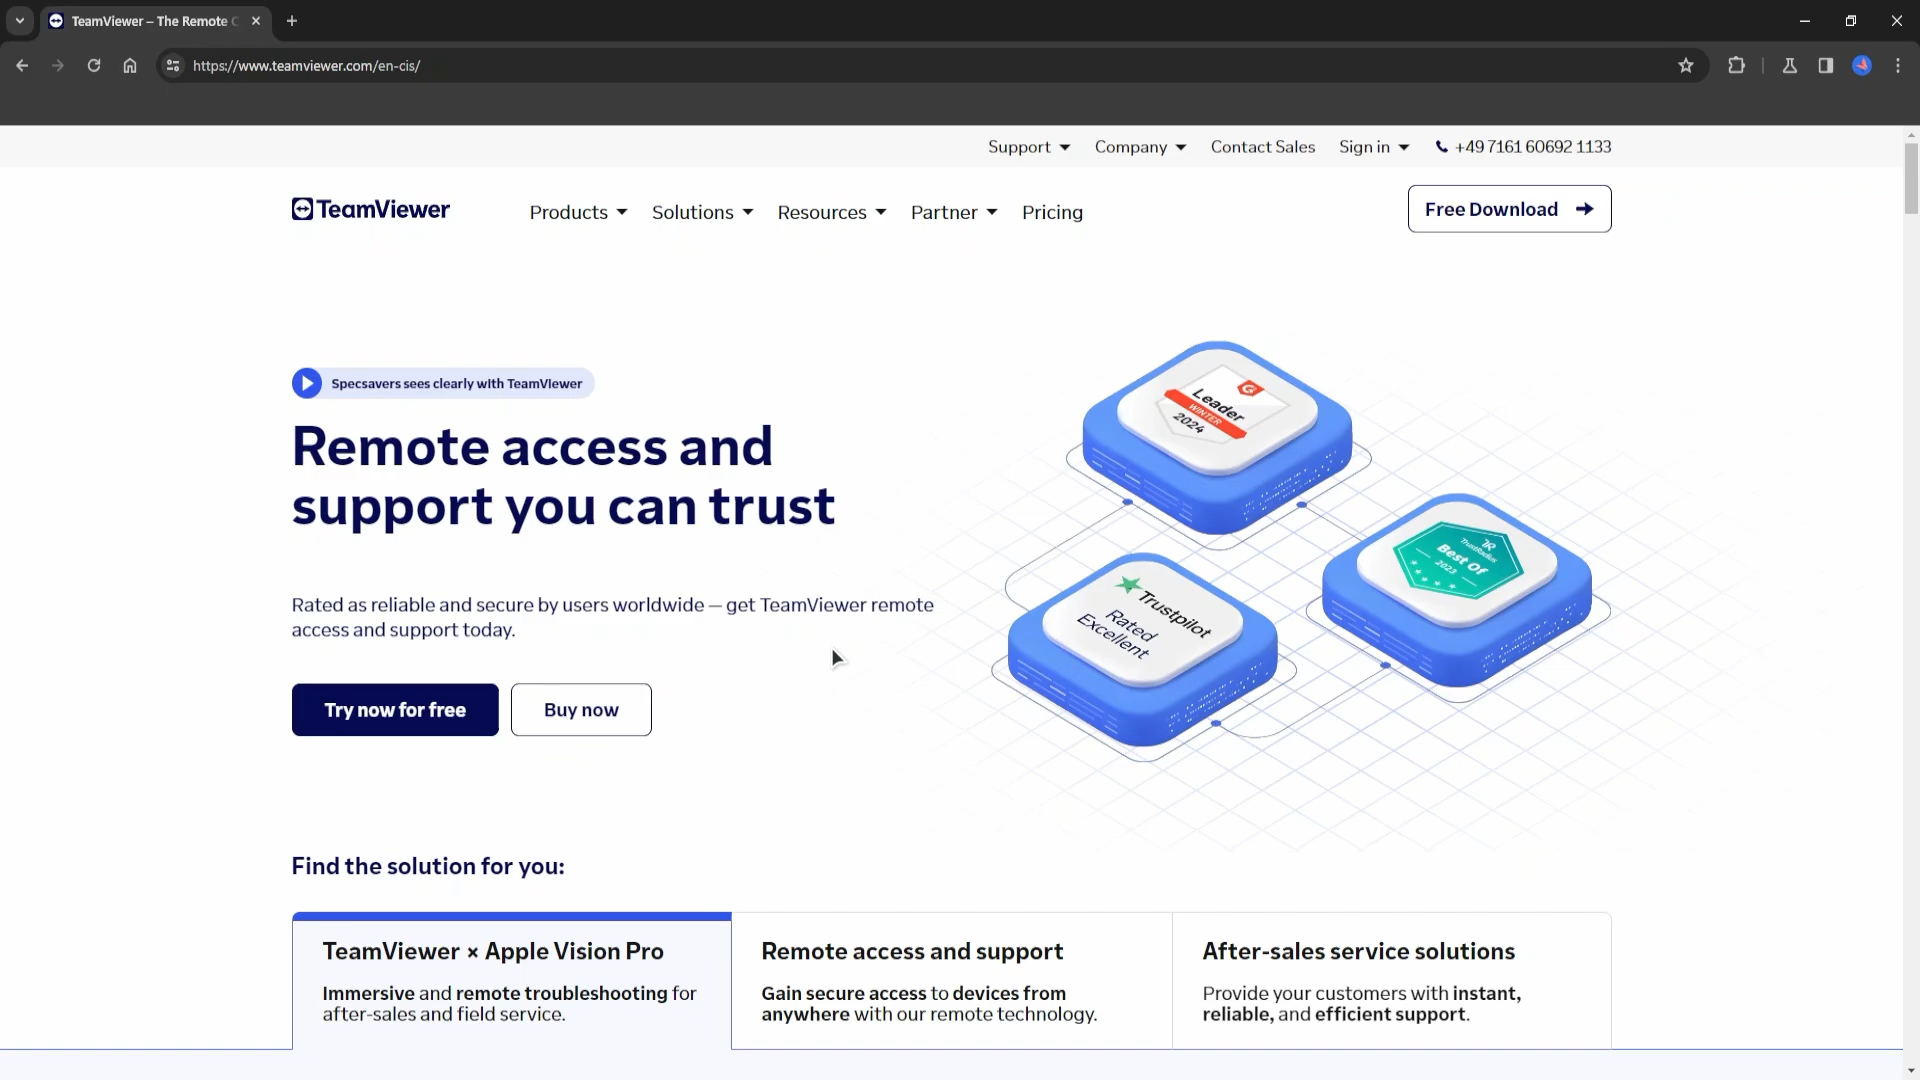 TeamViewer – The Remote C
https://www.teamviewer.com/en-cis/
Support
Company
Contact Sales
Sign in
+49 7161 60692 1133
TeamViewer
Products
Solutions
Resources
Partner
Pricing
Free Download
Specsavers sees clearly with TeamViewer
Remote access and
support you can trust
Rated as reliable and secure by users worldwide — get TeamViewer remote
access and support today.
Try now for free
Buy now
Leader
WINTER
2024
TrustRadius
Best Of
2023
Trustpilot
Rated
Excellent
Find the solution for you:
TeamViewer × Apple Vision Pro
Immersive and remote troubleshooting for
after-sales and field service.
Remote access and support
Gain secure access to devices from
anywhere with our remote technology.
After-sales service solutions
Provide your customers with instant,
reliable, and efficient support.